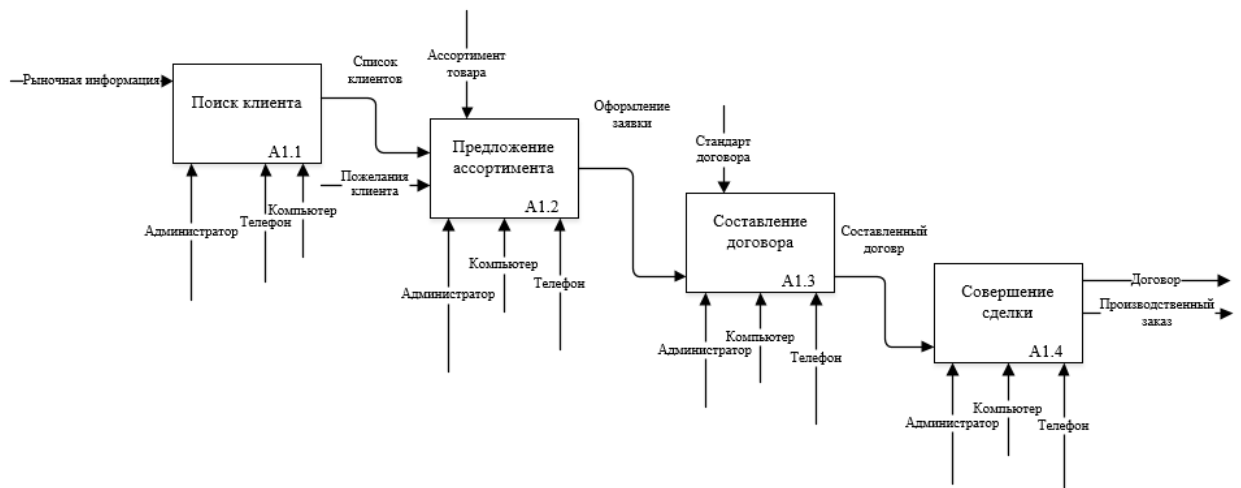 Рыночная информация
Поиск клиента
A1.1
Администратор
Телефон
Компьютер
Список
клиентов
Ассортимент
товара
Пожелания
клиента
Предложение
ассортимента
A1.2
Администратор
Компьютер
Телефон
Оформление
заявки
Стандарт
договора
Составление
договора
A1.3
Администратор
Компьютер
Телефон
Составленный
договр
Совершение
сделки
A1.4
Администратор
Компьютер
Телефон
Договор
Производственный
заказ